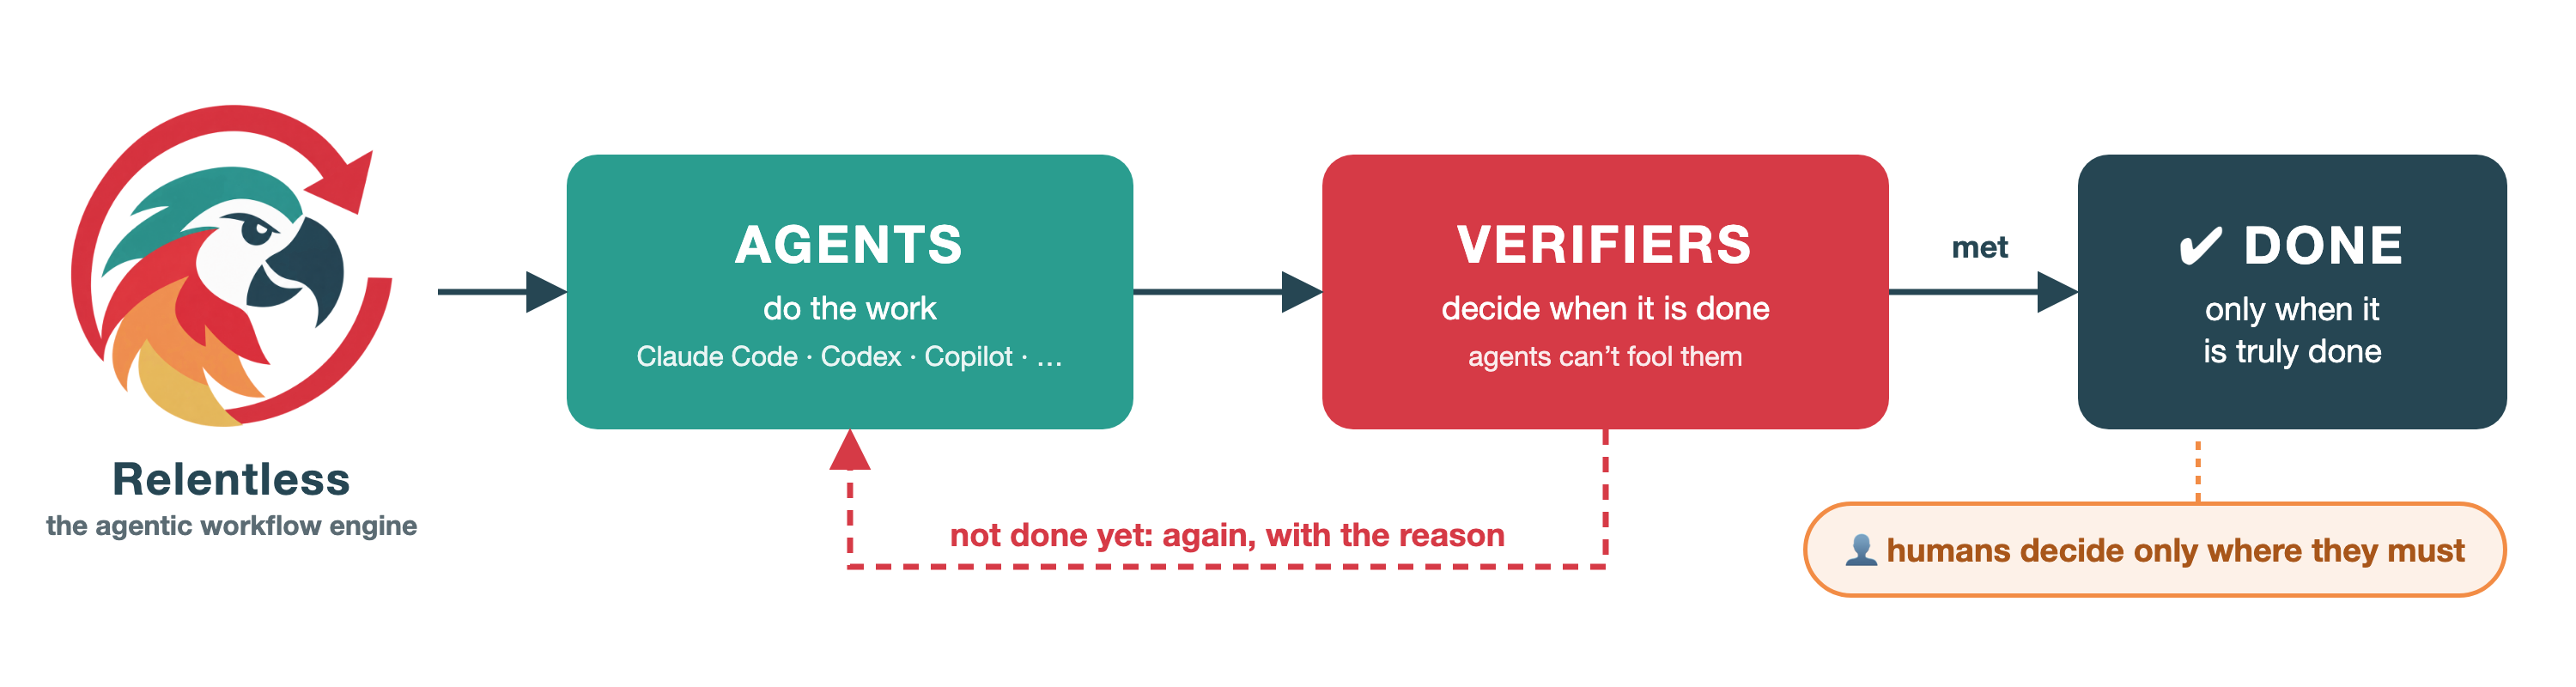 Relentless
the agentic workflow engine
AGENTS
do the work
Claude Code · Codex · Copilot · …
VERIFIERS
decide when it is done
agents can’t fool them
met
✔ DONE
only when it
is truly done
not done yet: again, with the reason
humans decide only where they must